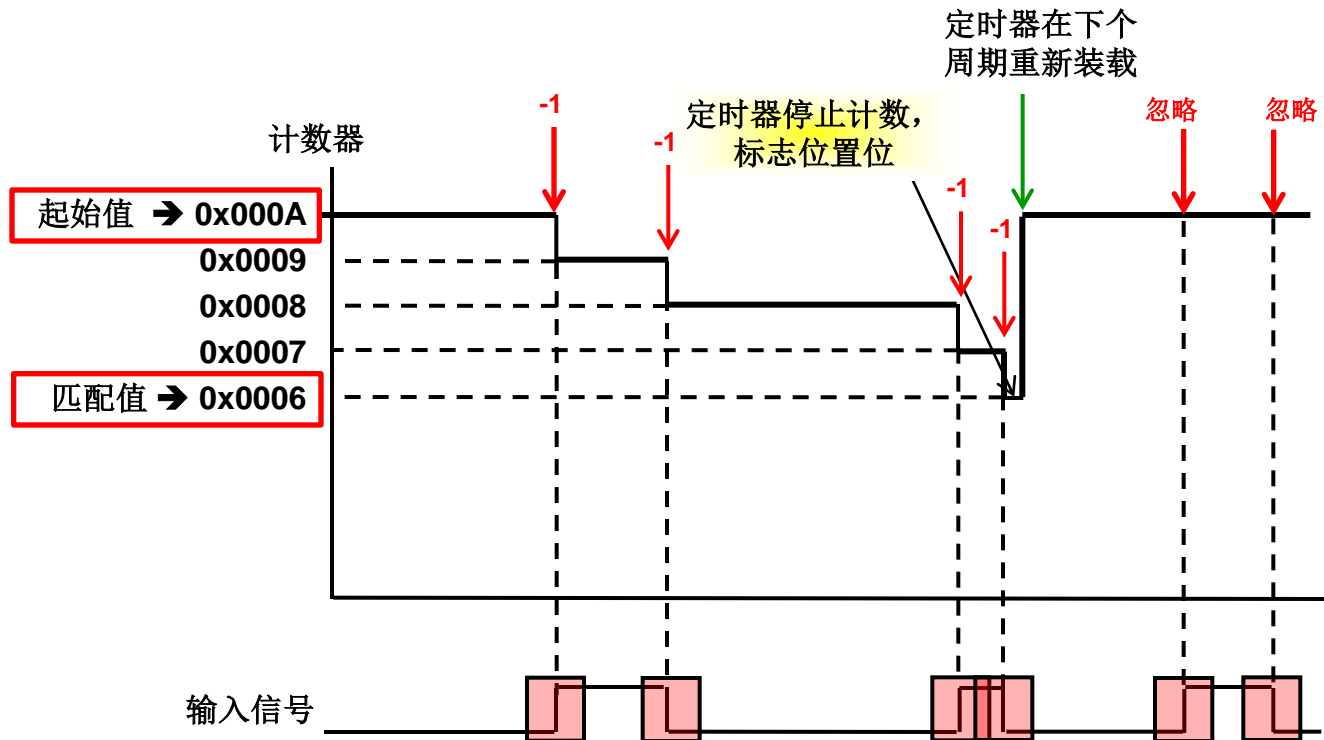 定时器在下个
周期重新装载
-1
定时器停止计数，
标志位置位
忽略
忽略
计数器
-1
-1
起始值 ➔ 0x000A
-1
0x0009
0x0008
0x0007
匹配值 ➔ 0x0006
输入信号